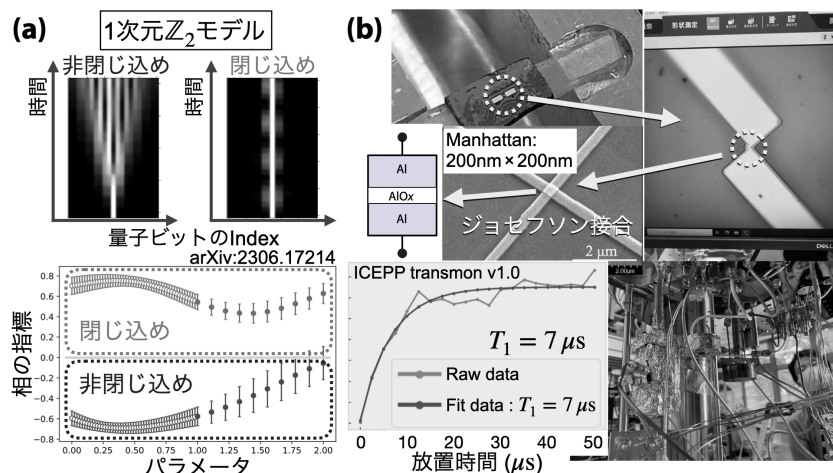 (a)
1次元ℤ₂モデル
非閉じ込め
閉じ込め
時間
時間
量子ビットのIndex
arXiv:2306.17214
相の指標
0.8
0.6
0.4
0.2
0.0
−0.2
−0.4
−0.6
−0.8
閉じ込め
非閉じ込め
0.00 0.25 0.50 0.75 1.00 1.25 1.50 1.75 2.00
パラメータ
(b)
形状測定
Manhattan:
200nm × 200nm
Al
AlOx
Al
ジョセフソン接合
2 μm
DELL
ICEPP transmon v1.0
T₁ = 7 μs
Raw data
Fit data : T₁ = 7 μs
0 10 20 30 40 50
放置時間 (μs)
2.00μm